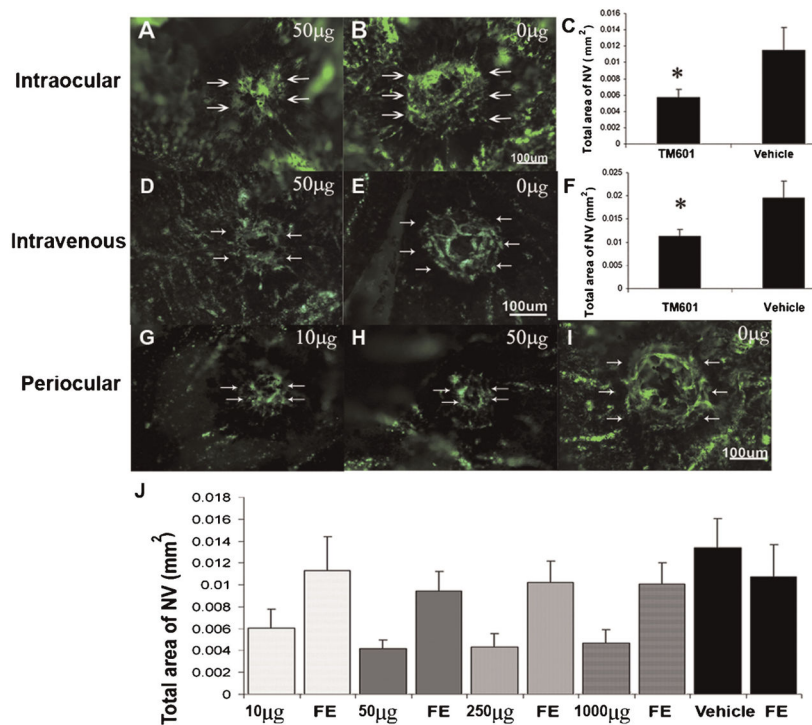 A 50μg
B 0μg
Intraocular
100um
C
Total area of NV (mm²)
0.016
0.014
0.012
0.01
0.008
0.006
0.004
0.002
0
*
TM601 Vehicle
D 50μg
E 0μg
Intravenous
100um
F
Total area of NV (mm²)
0.025
0.02
0.015
0.01
0.005
0
*
TM601 Vehicle
G 10μg
H 50μg
I 0μg
Periocular
100um
J
Total area of NV (mm²)
0.018
0.016
0.014
0.012
0.01
0.008
0.006
0.004
0.002
0
10μg FE 50μg FE 250μg FE 1000μg FE Vehicle FE